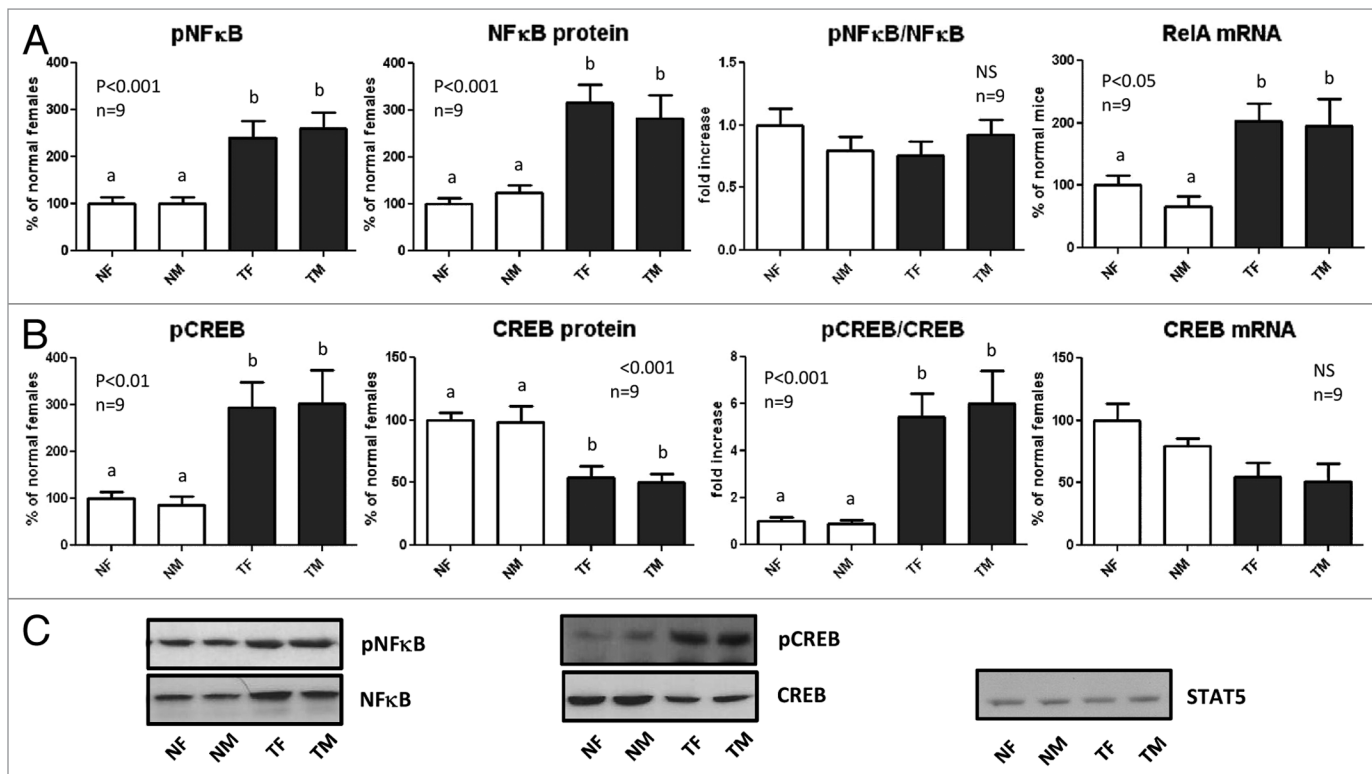 A
pNFκB
% of normal females
400
300
200
100
0
P<0.001
n=9
a
a
b
b
NF
NM
TF
TM
NFκB protein
% of normal females
400
300
200
100
0
P<0.001
n=9
a
a
b
b
NF
NM
TF
TM
pNFκB/NFκB
fold increase
1.5
1.0
0.5
0.0
NS
n=9
NF
NM
TF
TM
RelA mRNA
% of normal mice
300
200
100
0
P<0.05
n=9
a
a
b
b
NF
NM
TF
TM
B
pCREB
% of normal females
400
300
200
100
0
P<0.01
n=9
a
a
b
b
NF
NM
TF
TM
CREB protein
% of normal females
150
100
50
0
<0.001
n=9
a
a
b
b
NF
NM
TF
TM
pCREB/CREB
fold increase
8
6
4
2
0
P<0.001
n=9
a
a
b
b
NF
NM
TF
TM
CREB mRNA
% of normal females
150
100
50
0
NS
n=9
NF
NM
TF
TM
C
pNFκB
NFκB
NF NM TF TM
pCREB
CREB
NF NM TF TM
STAT5
NF NM TF TM